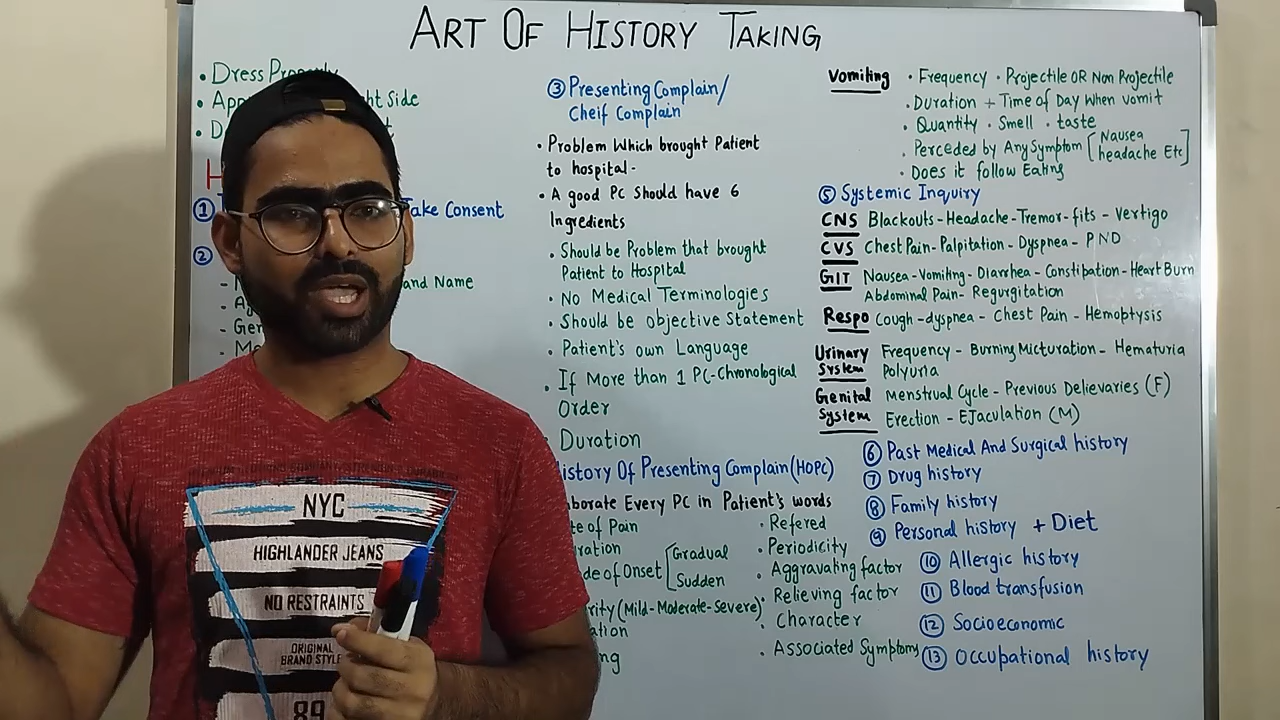 ART OF HISTORY TAKING
• Dress Properly
•
ht Side
•
①
Take Consent
②
and Name
③ Presenting Complain/
Cheif Complain
• Problem Which brought Patient
to hospital-
• A good PC Should have 6
Ingredients
• Should be Problem that brought
Patient to Hospital
• No Medical Terminologies
• Should be objective Statement
• Patient's own Language
• If More than 1 PC-Chronological
Order
• Duration
istory Of Presenting Complain(HOPC)
borate Every PC in Patient's words
te of Pain
ration
de of Onset [Gradual
Sudden
rity (Mild-Moderate-Severe)
ation
ng
• Refered
• Periodicity
• Aggravating factor
• Relieving factor
• Character
• Associated Symptoms
Vomiting • Frequency • Projectile OR Non Projectile
• Duration + Time of Day When vomit
• Quantity • Smell • taste
• Perceded by Any Symptom [Nausea
headache Etc]
• Does it follow Eating
⑤ Systemic Inquiry
CNS Blackouts-Headache-Tremor-fits-Vertigo
CVS Chest Pain-Palpitation-Dyspnea-PND
GIT Nausea-Vomiting-Diarrhea-Constipation-Heart Burn
Abdominal Pain-Regurgitation
Respo Cough-dyspnea-Chest Pain-Hemoptysis
Urinary System Frequency-Burning Micturation-Hematuria
Polyuria
Genital System Menstrual Cycle-Previous Delievaries (F)
Erection-Ejaculation (M)
⑥ Past Medical And Surgical history
⑦ Drug history
⑧ Family history
⑨ Personal history + Diet
⑩ Allergic history
⑪ Blood transfusion
⑫ Socioeconomic
⑬ Occupational history
NYC
HIGHLANDER JEANS
NO RESTRAINTS
ORIGINAL
BRAND STYLE
89